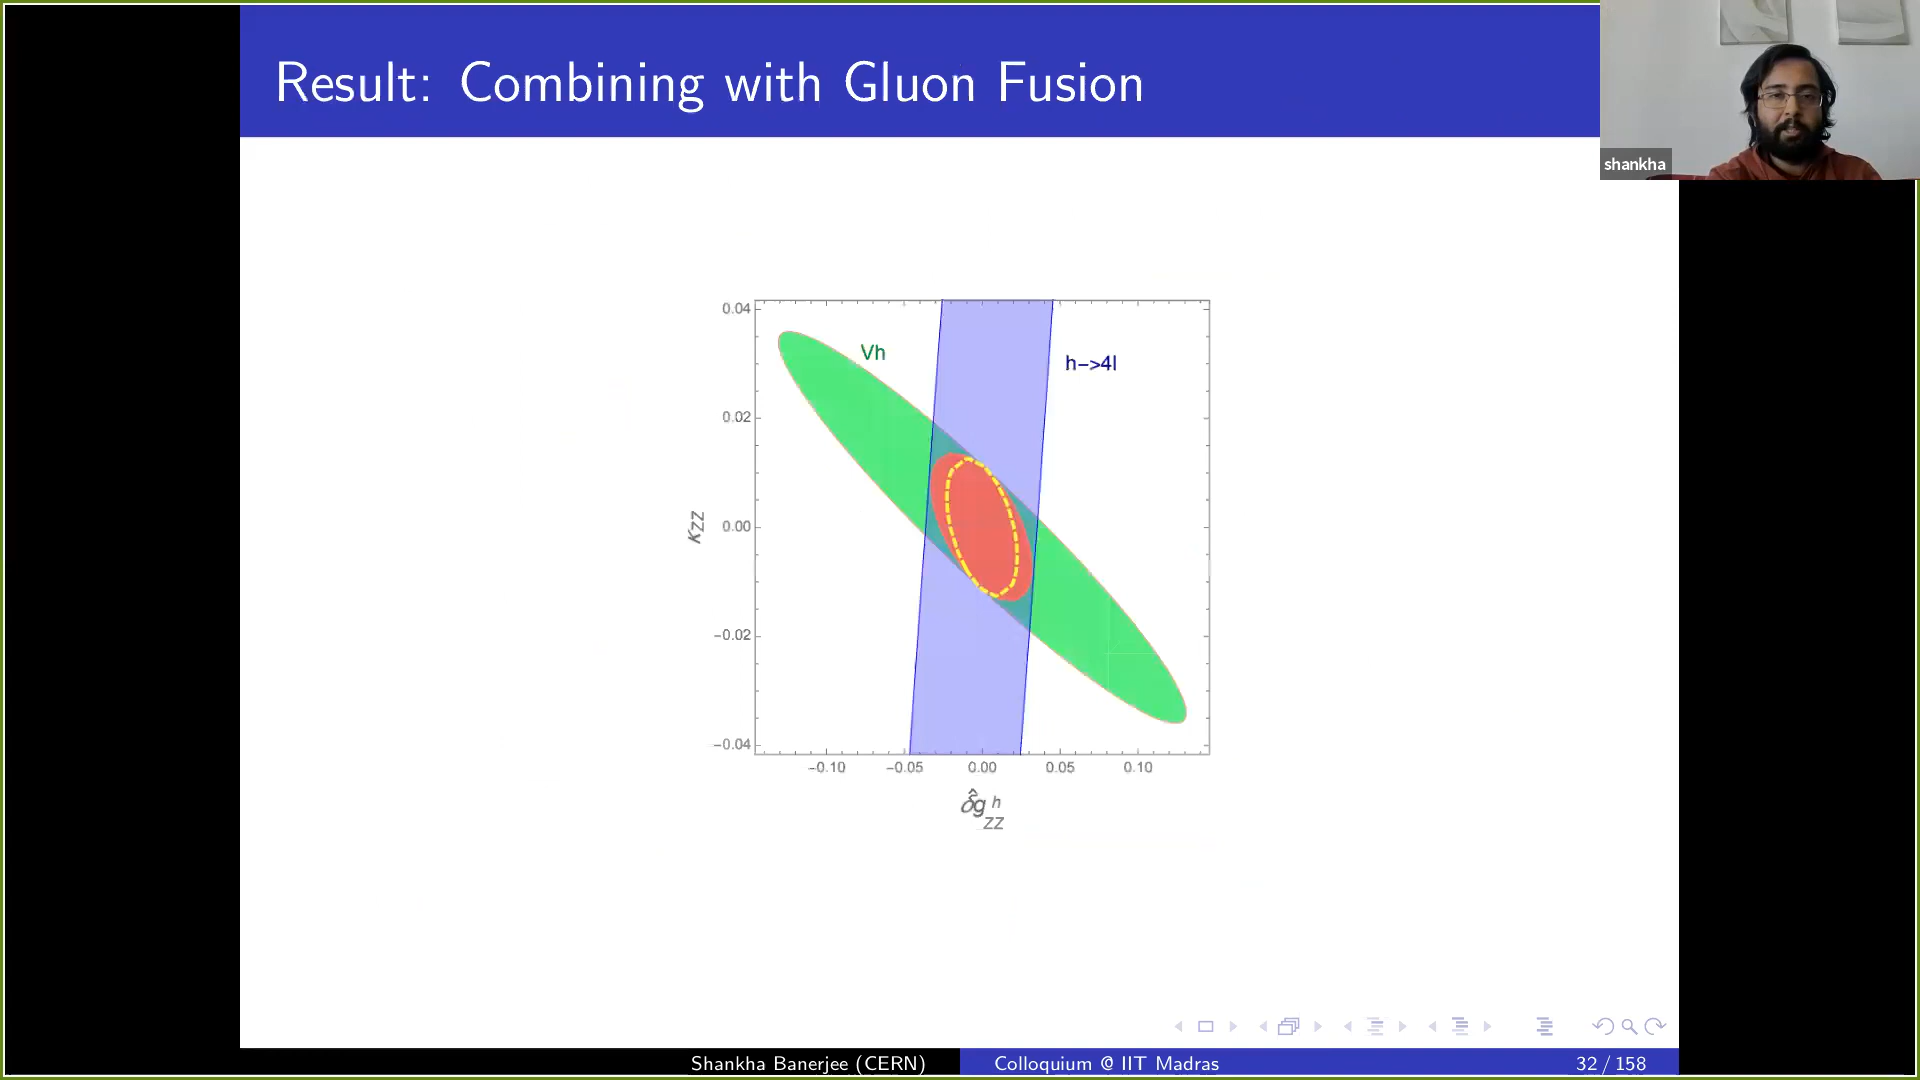 Result: Combining with Gluon Fusion
shankha
0.04
0.02
0.00
−0.02
−0.04
κZZ
Vh
h−>4l
−0.10 −0.05 0.00 0.05 0.10
δ̂g h ZZ
Shankha Banerjee (CERN) Colloquium @ IIT Madras 32 / 158